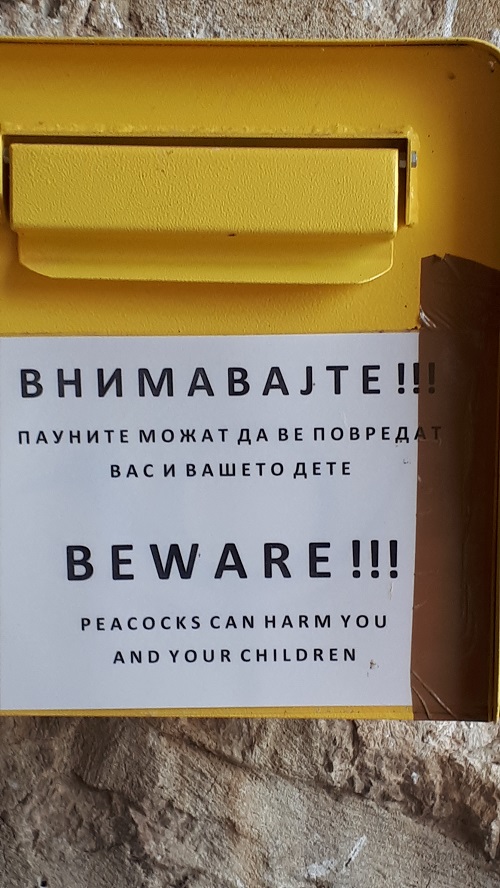 ВНИМАВАЈТЕ!!!
ПАУНИТЕ МОЖАТ ДА ВЕ ПОВРЕДАТ
ВАС И ВАШЕТО ДЕТЕ
BEWARE!!!
PEACOCKS CAN HARM YOU
AND YOUR CHILDREN